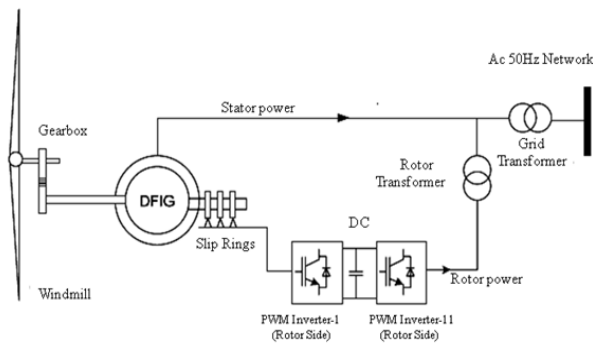 Ac 50Hz Network
Stator power
Gearbox
Grid
Transformer
Rotor
Transformer
DFIG
DC
Slip Rings
Rotor power
Windmill
PWM Inverter-1
(Rotor Side)
PWM Inverter-11
(Rotor Side)